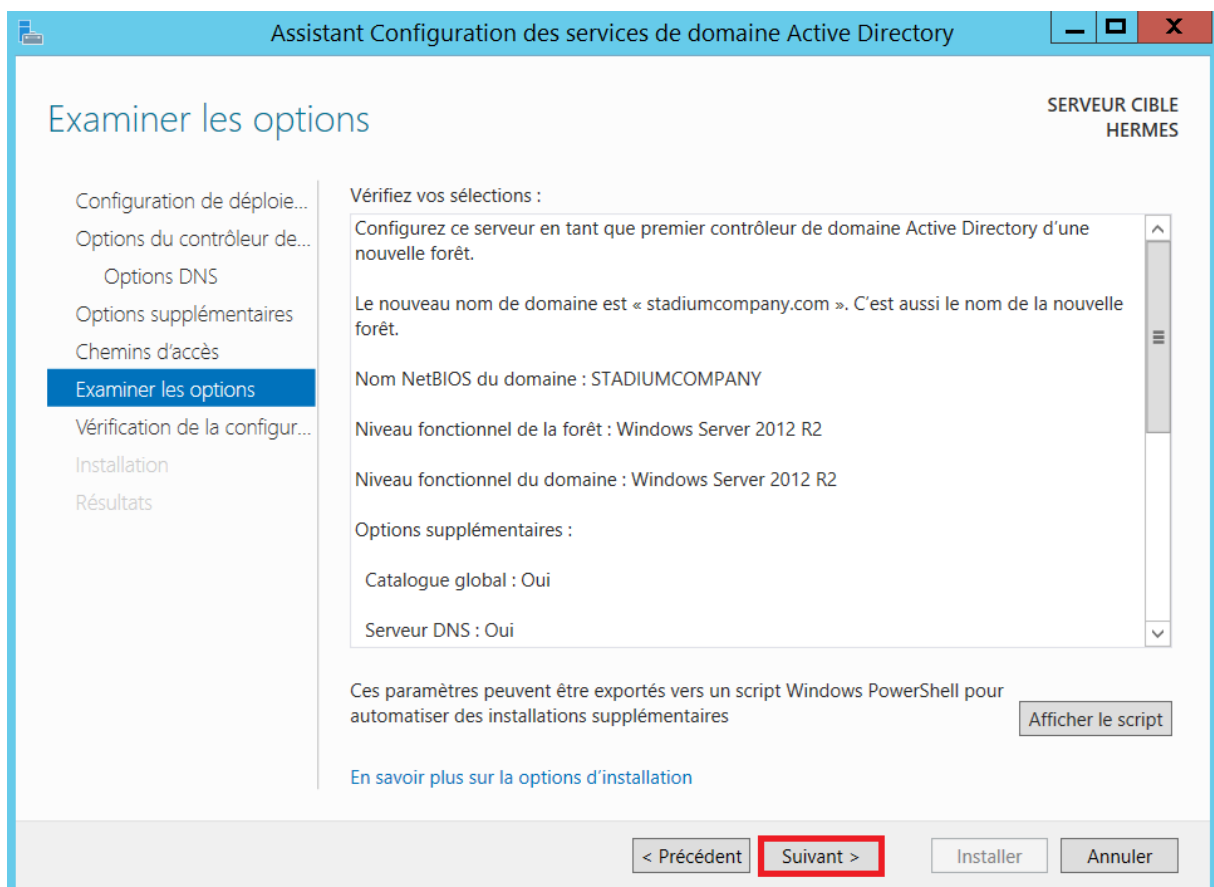 Assistant Configuration des services de domaine Active Directory
Examiner les options
SERVEUR CIBLE
HERMES
Configuration de déploie...
Options du contrôleur de...
Options DNS
Options supplémentaires
Chemins d’accès
Examiner les options
Vérification de la configur...
Installation
Résultats
Vérifiez vos sélections :
Configurez ce serveur en tant que premier contrôleur de domaine Active Directory d’une
nouvelle forêt.
Le nouveau nom de domaine est « stadiumcompany.com ». C’est aussi le nom de la nouvelle
forêt.
Nom NetBIOS du domaine : STADIUMCOMPANY
Niveau fonctionnel de la forêt : Windows Server 2012 R2
Niveau fonctionnel du domaine : Windows Server 2012 R2
Options supplémentaires :
Catalogue global : Oui
Serveur DNS : Oui
Ces paramètres peuvent être exportés vers un script Windows PowerShell pour
automatiser des installations supplémentaires
Afficher le script
En savoir plus sur la options d’installation
< Précédent
Suivant >
Installer
Annuler